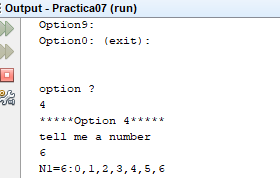 Output - Practica07 (run)
Option9:
Option0: (exit):
option ?
4
*****Option 4*****
tell me a number
6
N1=6:0,1,2,3,4,5,6